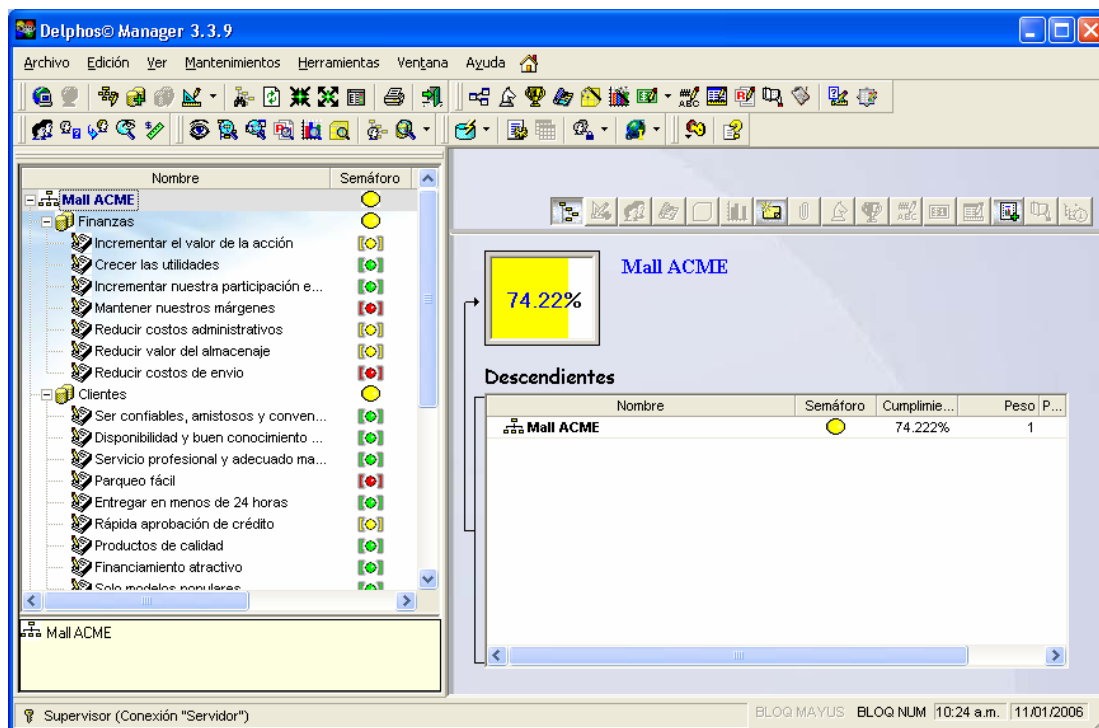 Delphos© Manager 3.3.9
Archivo Edición Ver Mantenimientos Herramientas Ventana Ayuda
Nombre Semáforo
Mall ACME
Finanzas
Incrementar el valor de la acción
Crecer las utilidades
Incrementar nuestra participación e...
Mantener nuestros márgenes
Reducir costos administrativos
Reducir valor del almacenaje
Reducir costos de envio
Clientes
Ser confiables, amistosos y conven...
Disponibilidad y buen conocimiento ...
Servicio profesional y adecuado ma...
Parqueo fácil
Entregar en menos de 24 horas
Rápida aprobación de crédito
Productos de calidad
Financiamiento atractivo
Solo modelos populares
Mall ACME
74.22%
Mall ACME
Descendientes
Nombre Semáforo Cumplimie... Peso P...
Mall ACME 74.222% 1
Supervisor (Conexión "Servidor")
BLOQ MAYUS BLOQ NUM 10:24 a.m. 11/01/2006